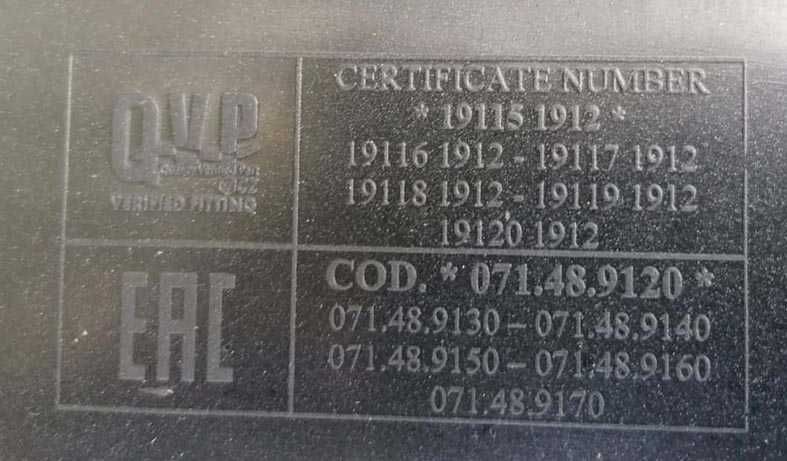 Q.V.P
VERIFIED FITTING
CERTIFICATE NUMBER
* 19115 1912 *
19116 1912 - 19117 1912
19118 1912 - 19119 1912
19120 1912
EAC
COD. * 071.48.9120 *
071.48.9130 – 071.48.9140
071.48.9150 – 071.48.9160
071.48.9170